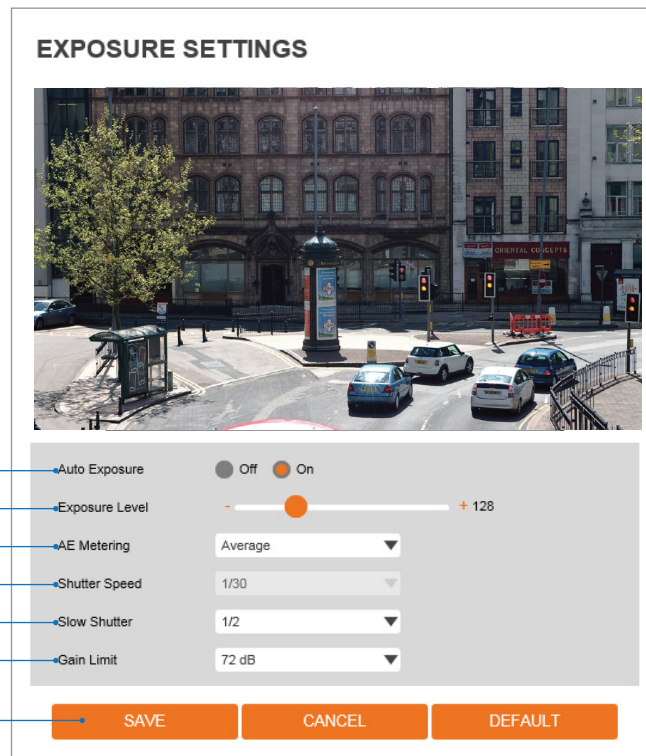 EXPOSURE SETTINGS
ORIENTAL CONCEPTS
Auto Exposure Off On
Exposure Level - + 128
AE Metering Average
Shutter Speed 1/30
Slow Shutter 1/2
Gain Limit 72 dB
SAVE CANCEL DEFAULT